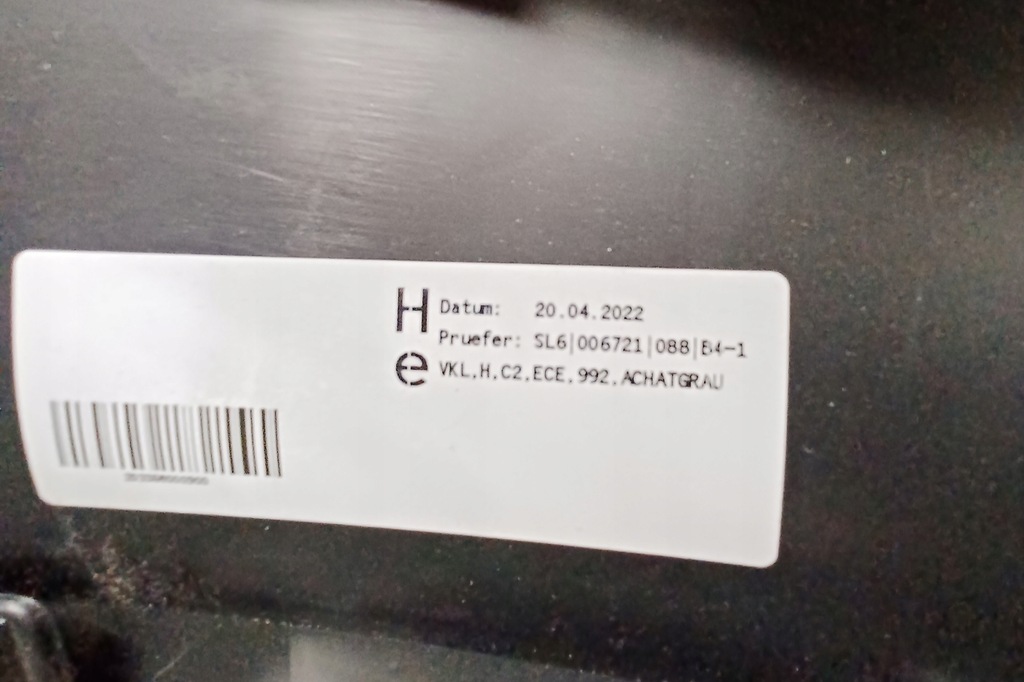 H Datum: 20.04.2022
Pruefer: SL6|006721|088|B4-1
e VKL,H,C2,ECE,992,ACHATGRAU